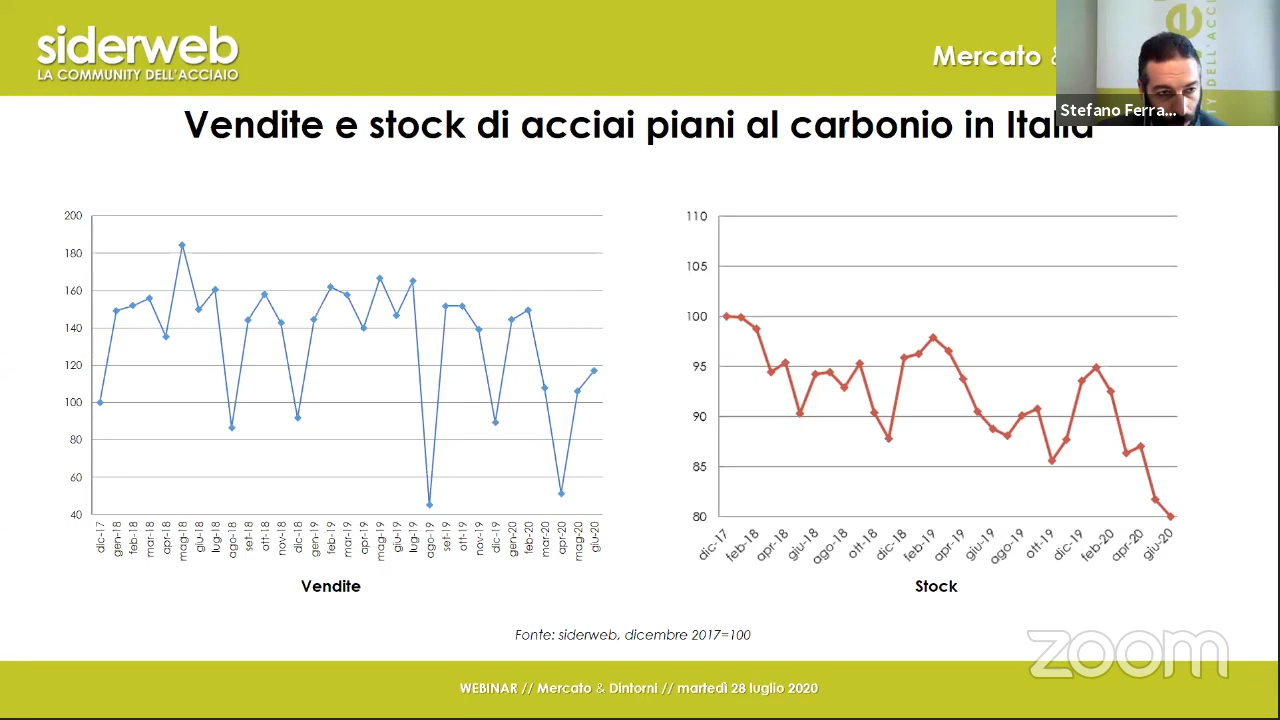 siderweb
LA COMMUNITY DELL'ACCIAIO
Mercato &
Stefano Ferra...
Vendite e stock di acciai piani al carbonio in Italia
200
180
160
140
120
100
80
60
40
dic-17
gen-18
feb-18
mar-18
apr-18
mag-18
giu-18
lug-18
ago-18
set-18
ott-18
nov-18
dic-18
gen-19
feb-19
mar-19
apr-19
mag-19
giu-19
lug-19
ago-19
set-19
ott-19
nov-19
dic-19
gen-20
feb-20
mar-20
apr-20
mag-20
giu-20
Vendite
110
105
100
95
90
85
80
dic-17
feb-18
apr-18
giu-18
ago-18
ott-18
dic-18
feb-19
apr-19
giu-19
ago-19
ott-19
dic-19
feb-20
apr-20
giu-20
Stock
Fonte: siderweb, dicembre 2017=100
zoom
WEBINAR // Mercato & Dintorni // martedì 28 luglio 2020